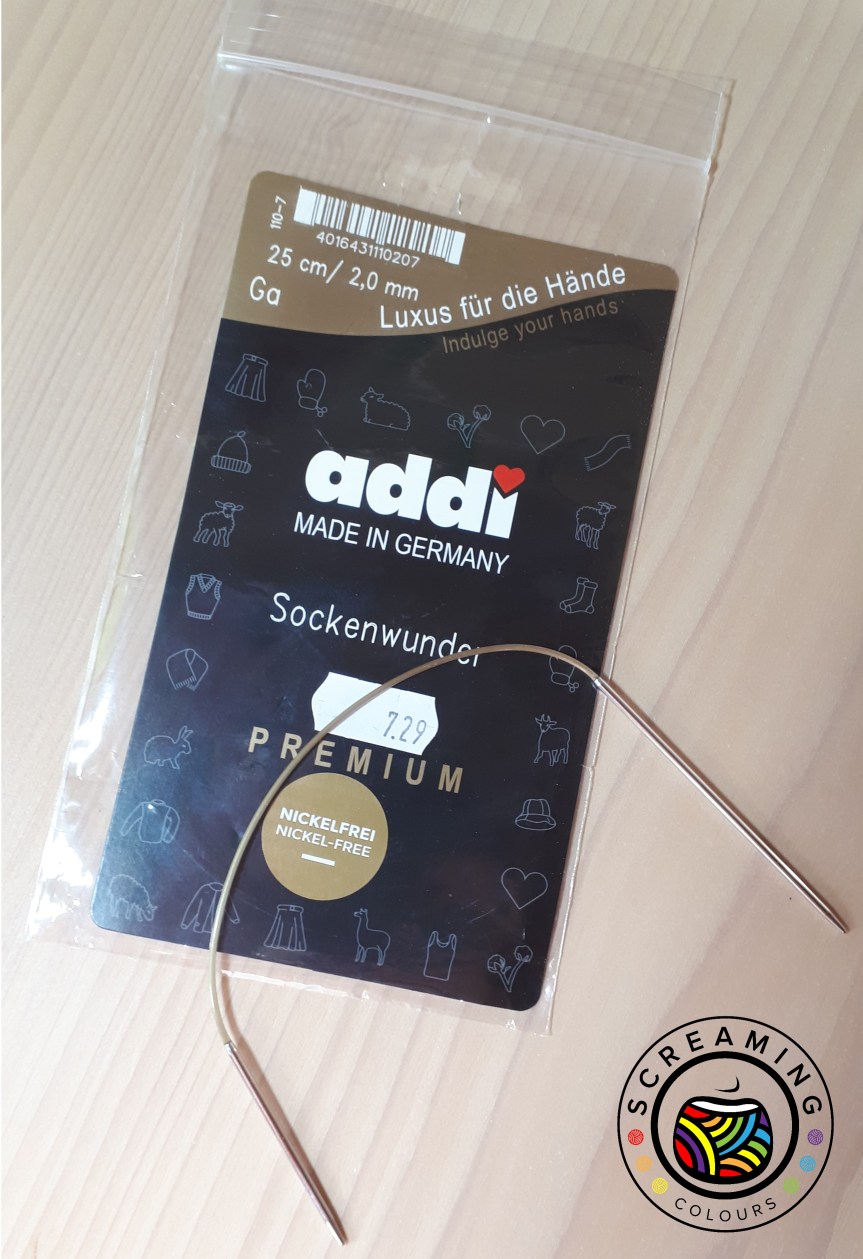 110-7
4016431110207
25 cm/ 2,0 mm
Ga
Luxus für die Hände
Indulge your hands
addi
MADE IN GERMANY
Sockenwunder
7.29
PREMIUM
NICKELFREI
NICKEL-FREE
SCREAMING
COLOURS